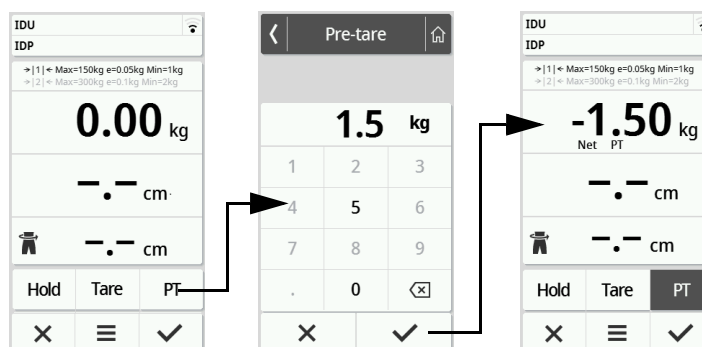 IDU
IDP
→|1|← Max=150kg e=0.05kg Min=1kg
→|2|← Max=300kg e=0.1kg Min=2kg
0.00 kg
-.- cm
-.- cm
Hold Tare PT
Pre-tare
1.5 kg
1 2 3
4 5 6
7 8 9
. 0
IDU
IDP
→|1|← Max=150kg e=0.05kg Min=1kg
→|2|← Max=300kg e=0.1kg Min=2kg
-1.50 kg
Net PT
-.- cm
-.- cm
Hold Tare PT